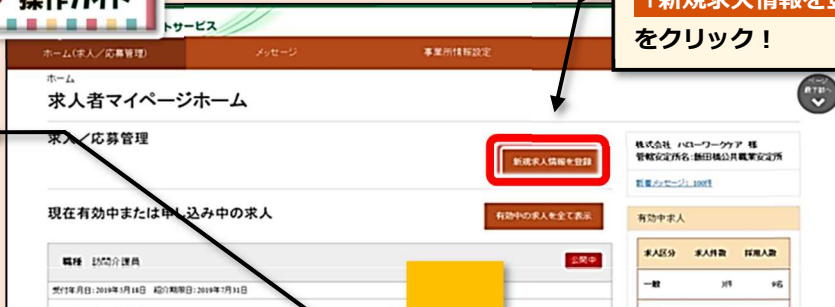 操作ガイド
トサービス
「新規求人情報を登
をクリック！
ホーム(求人／応募管理)
メッセージ
事業所情報設定
ホーム
求人者マイページホーム
求人／応募管理
新規求人情報を登録
株式会社 ハローワークケア 様
管轄安定所名：飯田橋公共職業安定所
新着メッセージ：100件
現在有効中または申し込み中の求人
有効中の求人を全て表示
有効中求人
職種 訪問介護員
公開中
求人区分 求人件数 採用人数
一般 3件 9名
受付年月日：2019年3月18日 紹介期限日：2019年7月31日